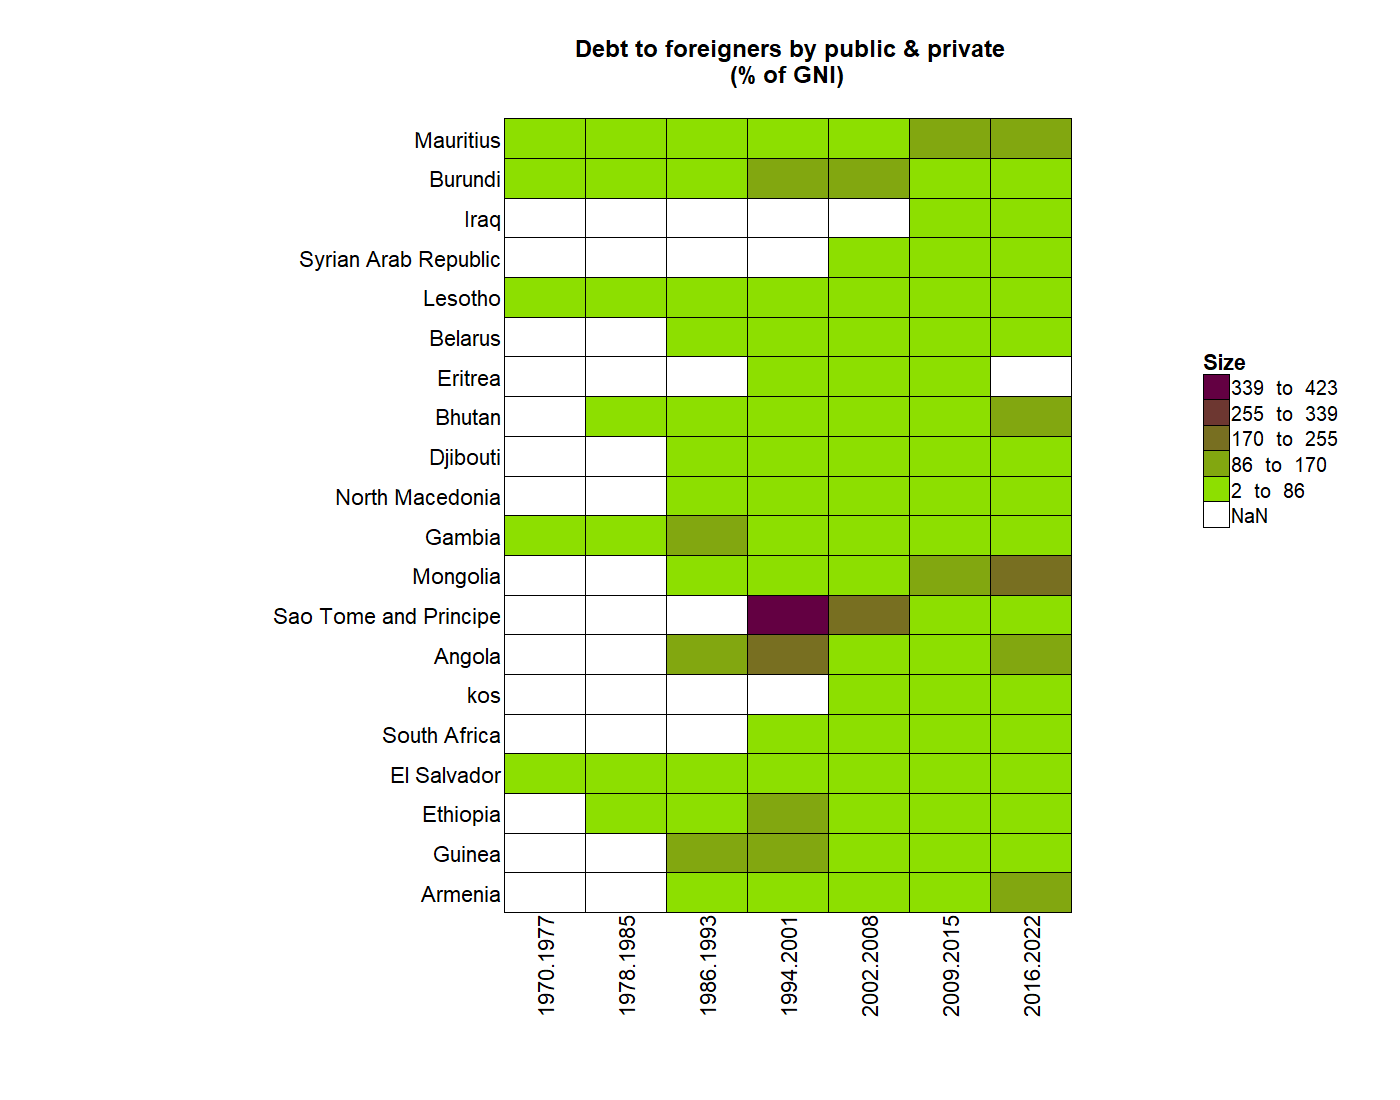 Debt to foreigners by public & private
(% of GNI)
Mauritius
Burundi
Iraq
Syrian Arab Republic
Lesotho
Belarus
Eritrea
Bhutan
Djibouti
North Macedonia
Gambia
Mongolia
Sao Tome and Principe
Angola
kos
South Africa
El Salvador
Ethiopia
Guinea
Armenia
1970.1977
1978.1985
1986.1993
1994.2001
2002.2008
2009.2015
2016.2022
Size
339 to 423
255 to 339
170 to 255
86 to 170
2 to 86
NaN